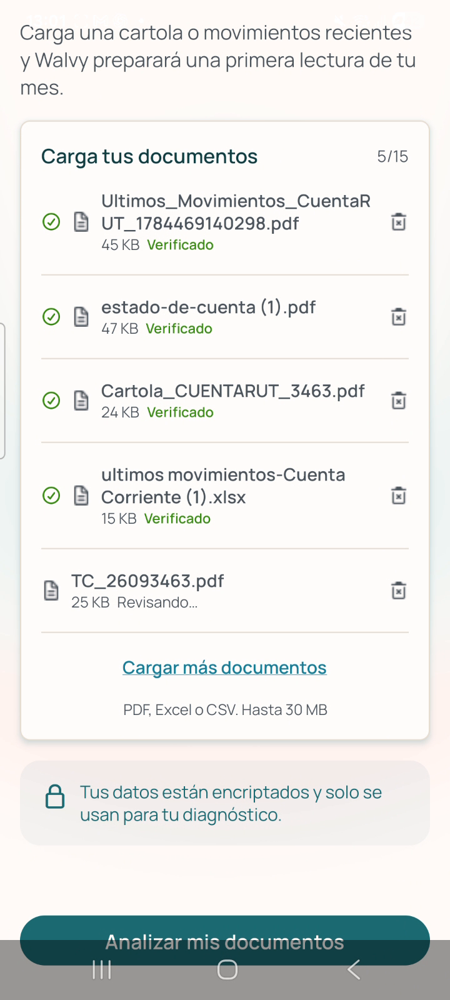 Carga una cartola o movimientos recientes
y Walvy preparará una primera lectura de tu
mes.
Carga tus documentos
5/15
Ultimos_Movimientos_CuentaR
UT_1784469140298.pdf
45 KB Verificado
estado-de-cuenta (1).pdf
47 KB Verificado
Cartola_CUENTARUT_3463.pdf
24 KB Verificado
ultimos movimientos-Cuenta
Corriente (1).xlsx
15 KB Verificado
TC_26093463.pdf
25 KB Revisando...
Cargar más documentos
PDF, Excel o CSV. Hasta 30 MB
Tus datos están encriptados y solo se
usan para tu diagnóstico.
Analizar mis documentos